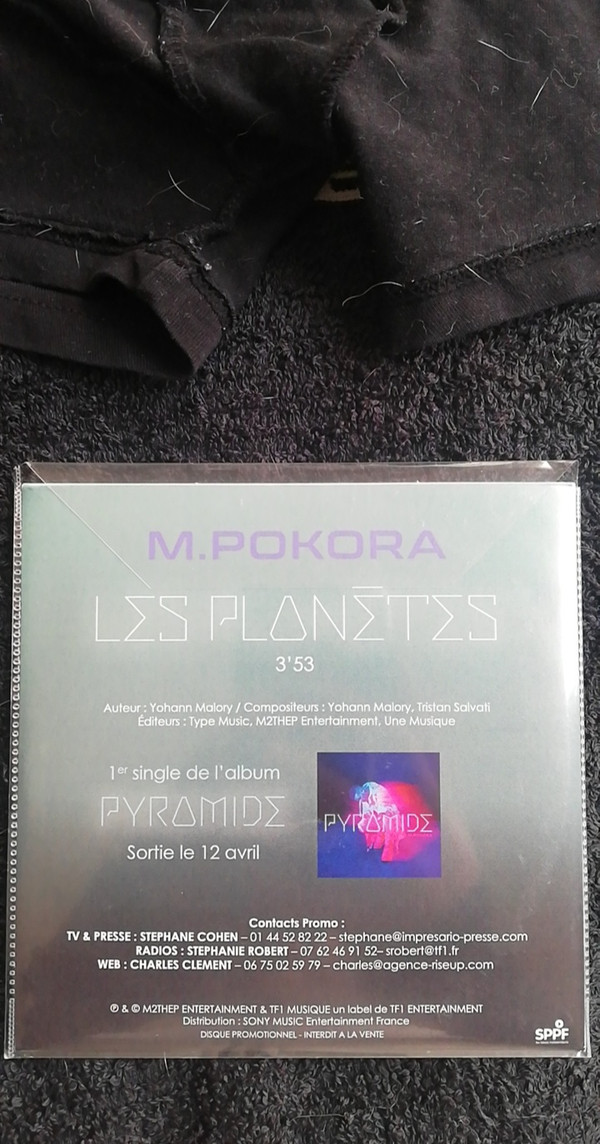 M.POKORA
LES PLANĒTES
3'53
Auteur : Yohann Malory / Compositeurs : Yohann Malory, Tristan Salvati
Éditeurs : Type Music, M2THEP Entertainment, Une Musique
1er single de l'album
PYRAMIDE
Sortie le 12 avril
PYRAMIDE
Contacts Promo :
TV & PRESSE : STEPHANE COHEN – 01 44 52 82 22 – stephane@impresario-presse.com
RADIOS : STEPHANIE ROBERT – 07 62 46 91 52– srobert@tf1.fr
WEB : CHARLES CLEMENT – 06 75 02 59 79 – charles@agence-riseup.com
℗ & © M2THEP ENTERTAINMENT & TF1 MUSIQUE un label de TF1 ENTERTAINMENT
Distribution : SONY MUSIC Entertainment France
DISQUE PROMOTIONNEL - INTERDIT A LA VENTE
SPPF